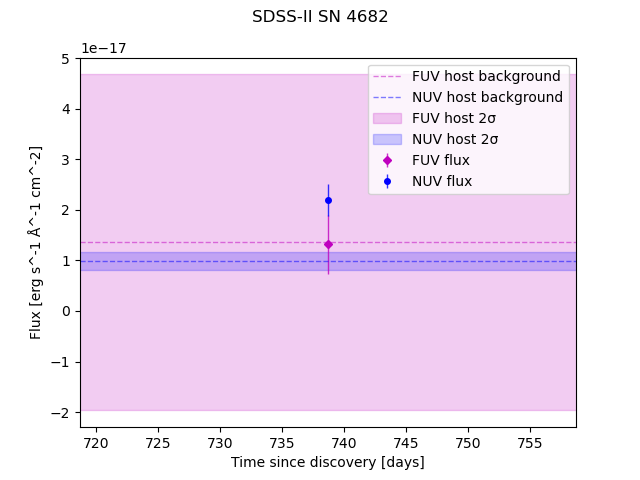 SDSS-II SN 4682
1e−17
5
4
3
2
1
0
−1
−2
Flux [erg s^-1 Å^-1 cm^-2]
FUV host background
NUV host background
FUV host 2σ
NUV host 2σ
FUV flux
NUV flux
720 725 730 735 740 745 750 755
Time since discovery [days]